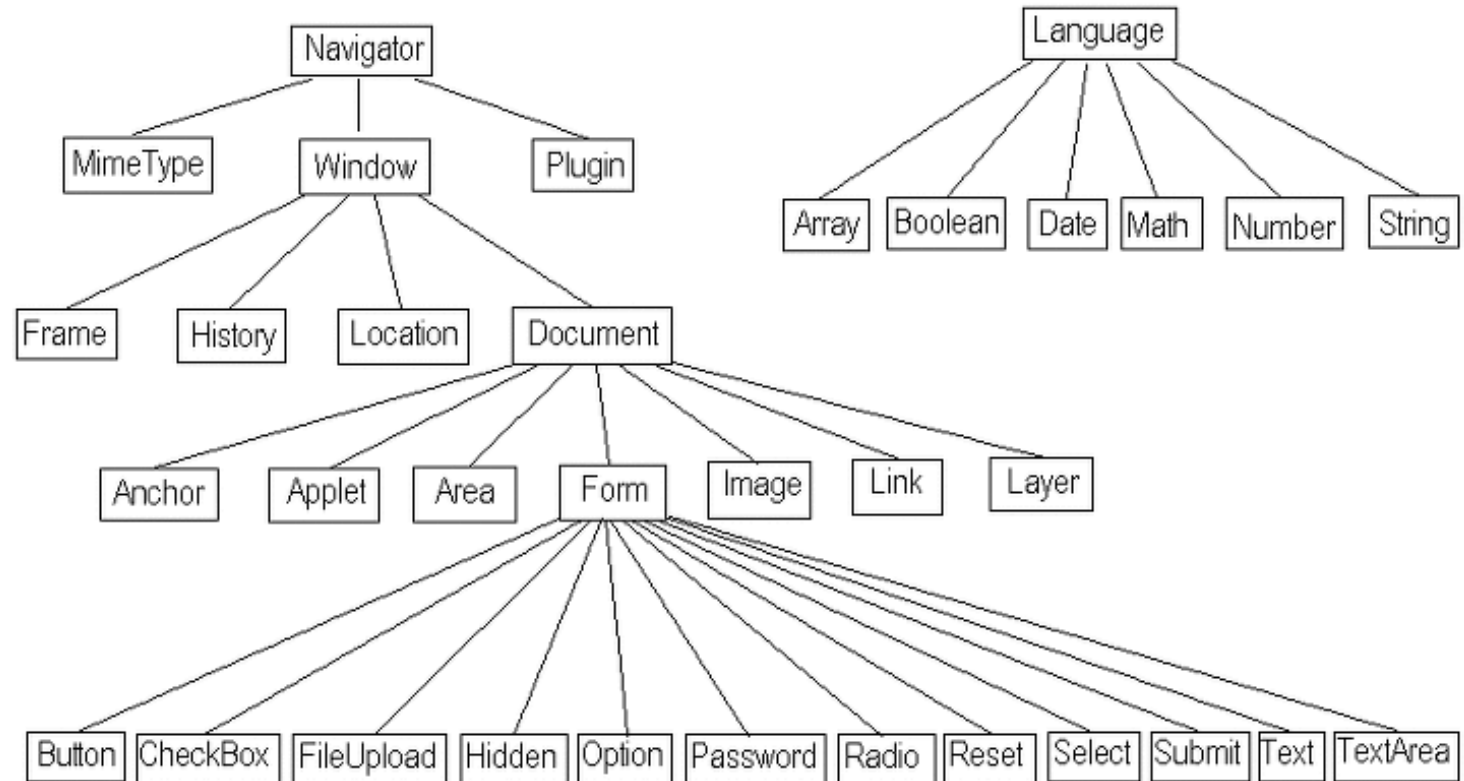 Navigator
Language
MimeType
Window
Plugin
Array
Boolean
Date
Math
Number
String
Frame
History
Location
Document
Anchor
Applet
Area
Form
Image
Link
Layer
Button
CheckBox
FileUpload
Hidden
Option
Password
Radio
Reset
Select
Submit
Text
TextArea